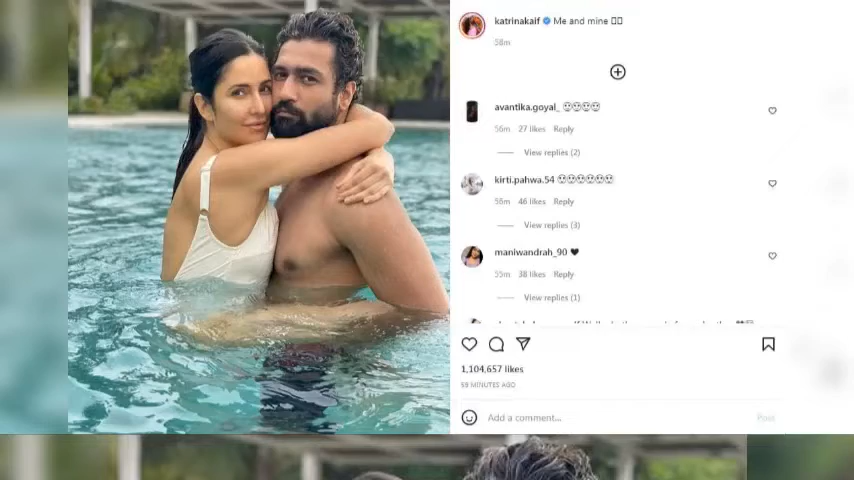 katrinakaif Me and mine
58m
avantika.goyal_
56m 27 likes Reply
View replies (2)
kirti.pahwa.54
56m 46 likes Reply
View replies (3)
maniwandrah_90 🖤
55m 38 likes Reply
View replies (1)
1,104,657 likes
59 MINUTES AGO
Add a comment...
Post